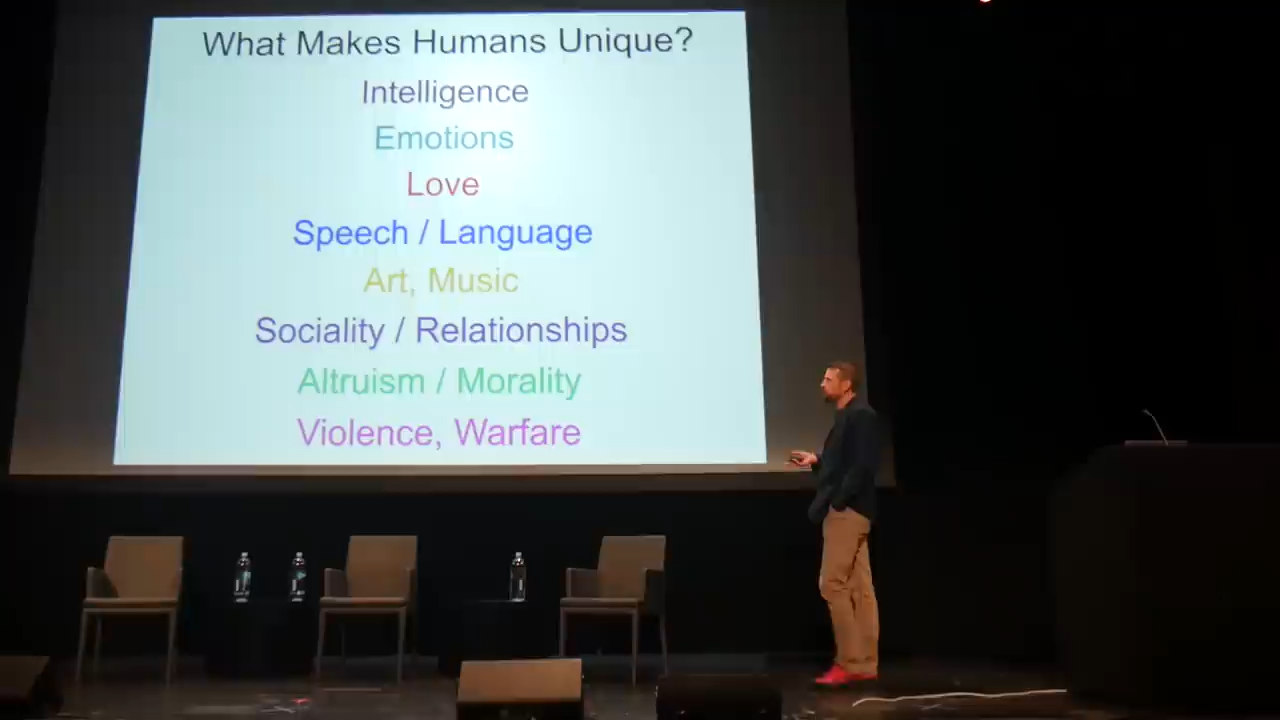 What Makes Humans Unique?
Intelligence
Emotions
Love
Speech / Language
Art, Music
Sociality / Relationships
Altruism / Morality
Violence, Warfare